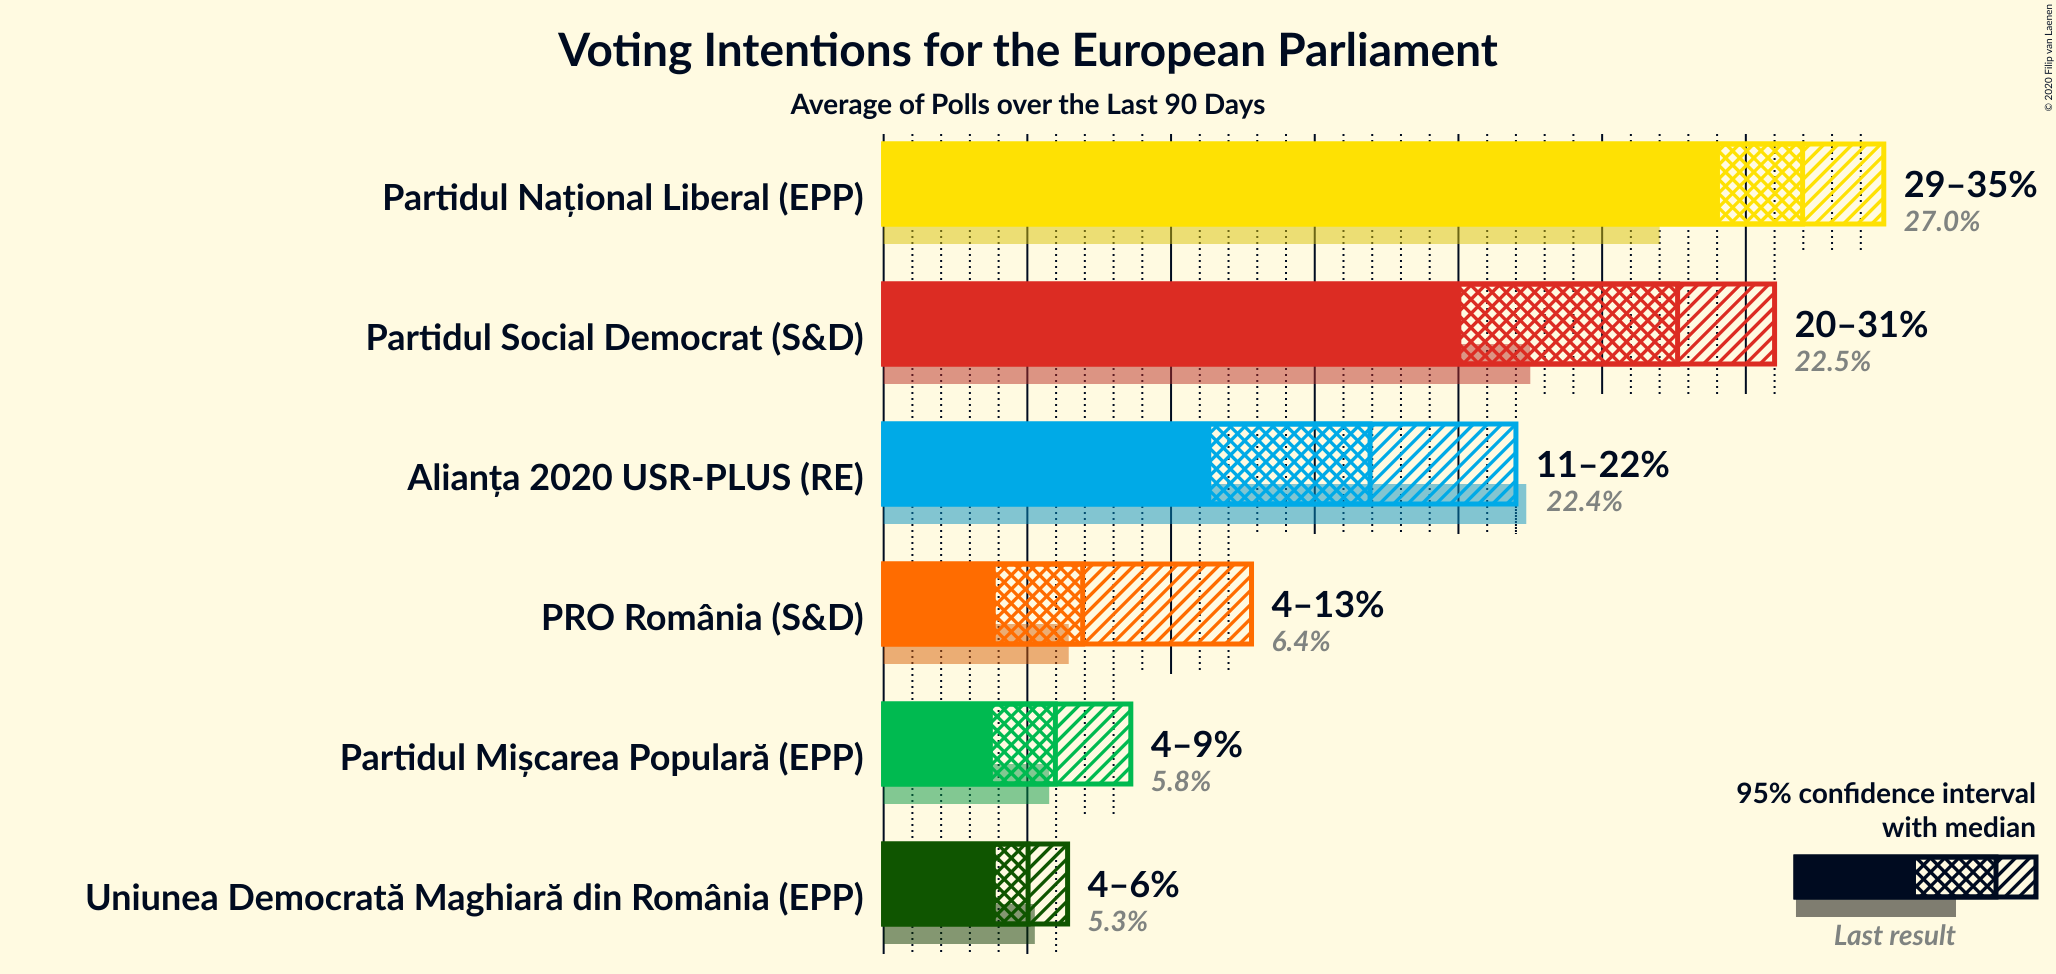 Voting Intentions for the European Parliament
Average of Polls over the Last 90 Days
© 2020 Filip van Laenen
Partidul Național Liberal (EPP)
29–35%
27.0%
Partidul Social Democrat (S&D)
20–31%
22.5%
Alianța 2020 USR-PLUS (RE)
11–22%
22.4%
PRO România (S&D)
4–13%
6.4%
Partidul Mișcarea Populară (EPP)
4–9%
5.8%
Uniunea Democrată Maghiară din România (EPP)
4–6%
5.3%
95% confidence interval
with median
Last result